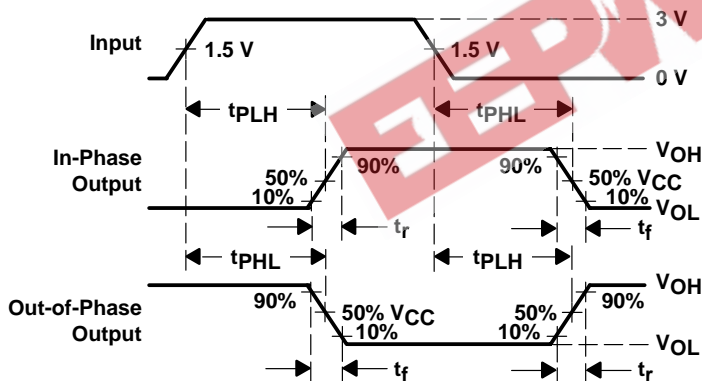 Input
1.5 V
1.5 V
3 V
0 V
tPLH
tPHL
In-Phase
Output
50%
10%
90%
90%
VOH
50% VCC
10%
VOL
tr
tf
tPHL
tPLH
Out-of-Phase
Output
90%
50% VCC
10%
50%
10%
90%
VOH
VOL
tf
tr